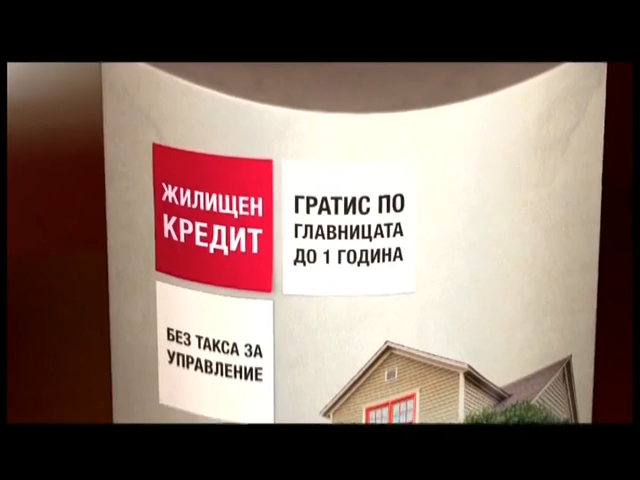 ЖИЛИЩЕН
КРЕДИТ
ГРАТИС ПО
ГЛАВНИЦАТА
ДО 1 ГОДИНА
БЕЗ ТАКСА ЗА
УПРАВЛЕНИЕ